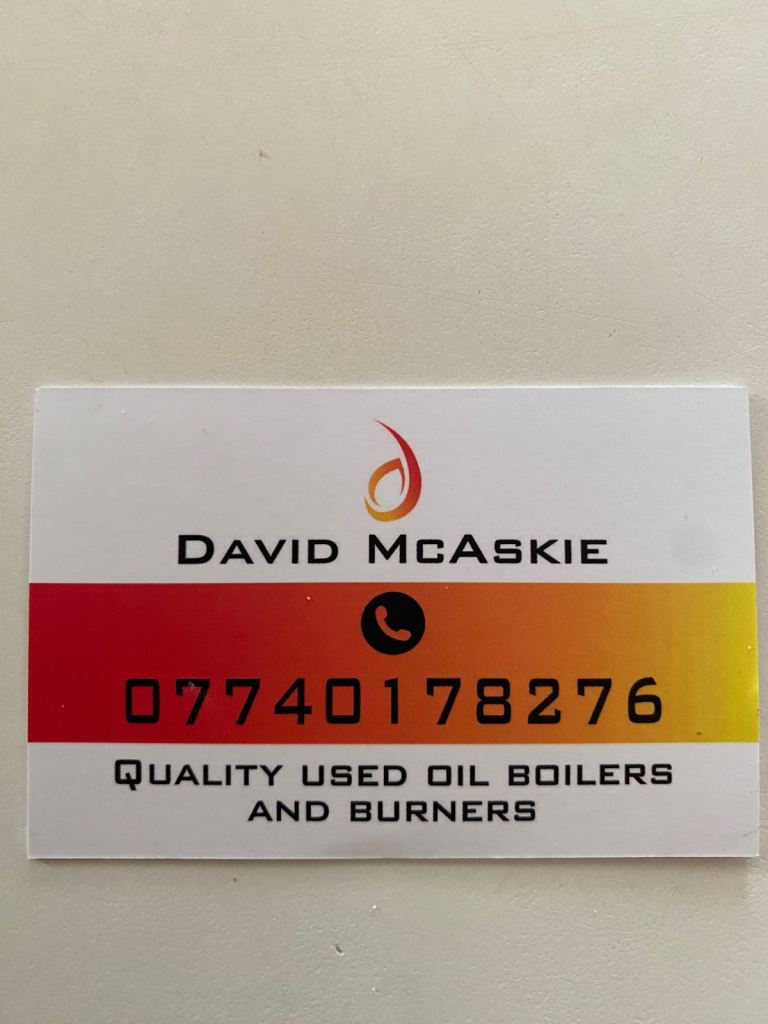 David McAskie
07740178276
Quality used oil boilers
and burners